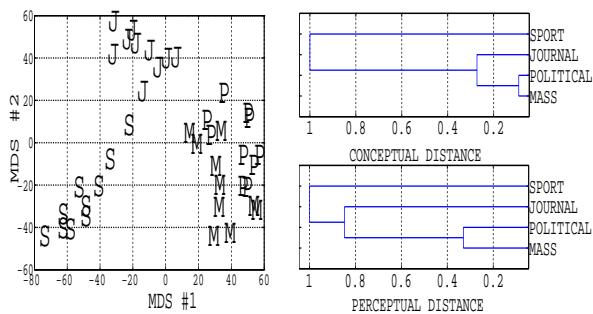 60
40
20
0
-20
-40
-60
MDS #2
J J J J J J J J J J J
S S S S S S S S S S S
P P P P P P P P P P
M M M M M M M M M M
-80 -60 -40 -20 0 20 40 60
MDS #1
SPORT
JOURNAL
POLITICAL
MASS
1 0.8 0.6 0.4 0.2
CONCEPTUAL DISTANCE
SPORT
JOURNAL
POLITICAL
MASS
1 0.8 0.6 0.4 0.2
PERCEPTUAL DISTANCE